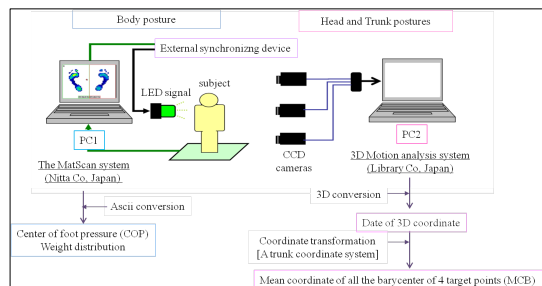 Body posture
Head and Trunk postures
External synchronizing device
LED signal
subject
PC1
CCD
cameras
PC2
The MatScan system
(Nitta Co, Japan)
3D Motion analysis system
(Library Co, Japan)
Ascii conversion
3D conversion
Center of foot pressure (COP)
Weight distribution
Date of 3D coordinate
Coordinate transformation
[A trunk coordinate system]
Mean coordinate of all the barycenter of 4 target points (MCB)